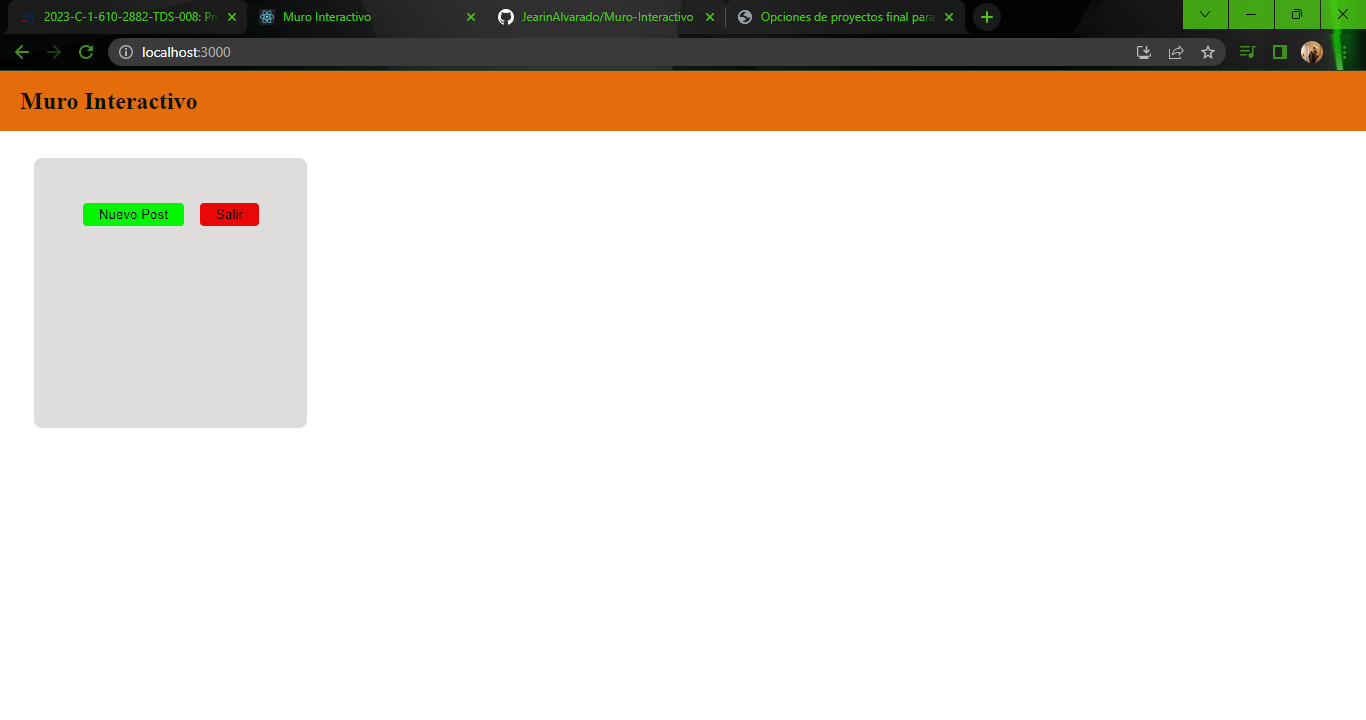 2023-C-1-610-2882-TDS-008: Pr
Muro Interactivo
JearinAlvarado/Muro-Interactivo
Opciones de proyectos final para
localhost:3000
Muro Interactivo
Nuevo Post
Salir